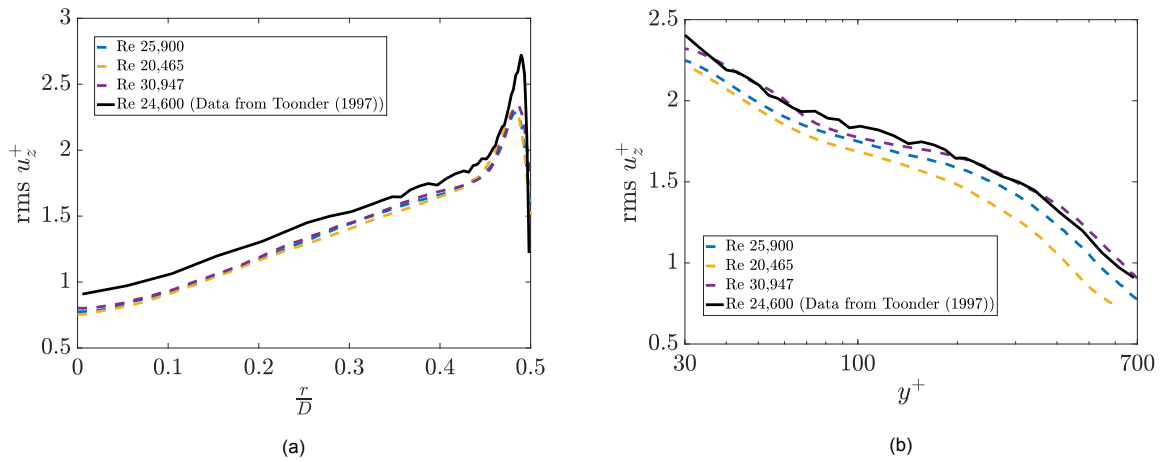 3
2.5
2
1.5
1
0.5
rms u_z^+
Re 25,900
Re 20,465
Re 30,947
Re 24,600 (Data from Toonder (1997))
0 0.1 0.2 0.3 0.4 0.5
r
D
(a)
2.5
2
1.5
1
0.5
rms u_z^+
Re 25,900
Re 20,465
Re 30,947
Re 24,600 (Data from Toonder (1997))
30 100 700
y^+
(b)